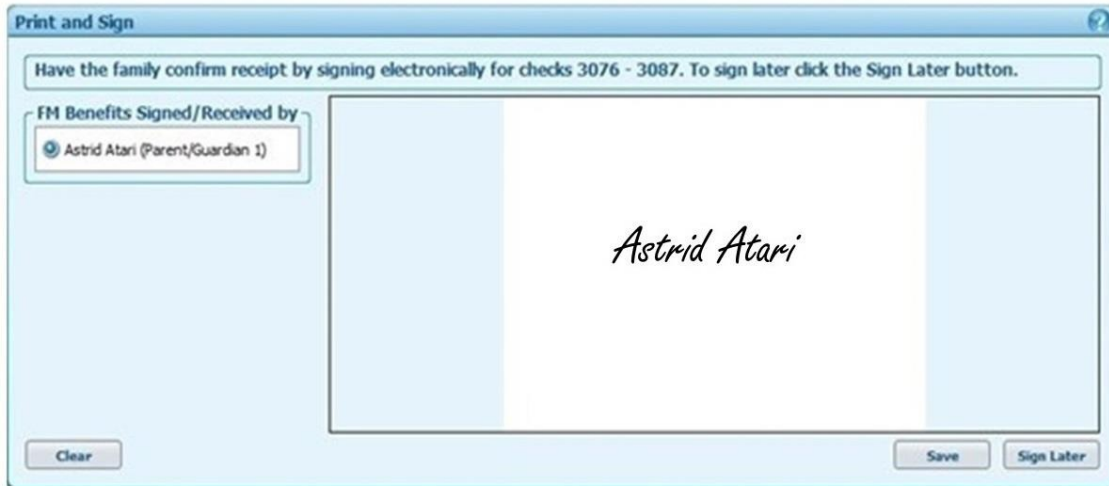 Print and Sign
Have the family confirm receipt by signing electronically for checks 3076 - 3087. To sign later click the Sign Later button.
FM Benefits Signed/Received by
Astrid Atari (Parent/Guardian 1)
Astrid Atari
Clear
Save
Sign Later